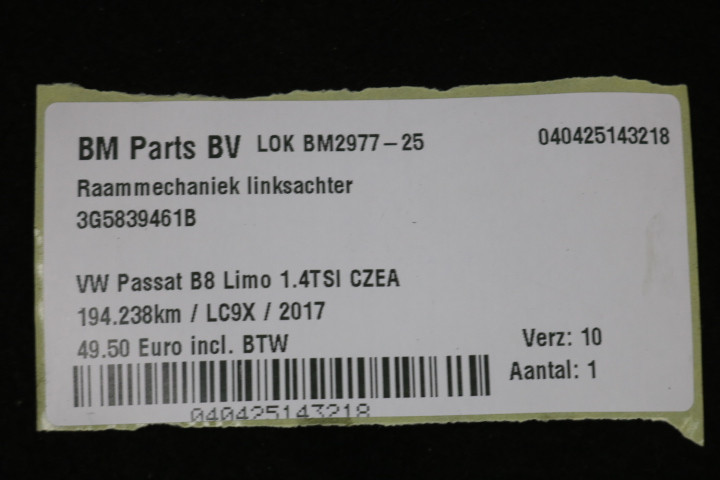 BM Parts BV LOK BM2977-25 040425143218
Raammechaniek linksachter
3G5839461B
VW Passat B8 Limo 1.4TSI CZEA
194.238km / LC9X / 2017
49.50 Euro incl. BTW
Verz: 10
Aantal: 1
040425143218